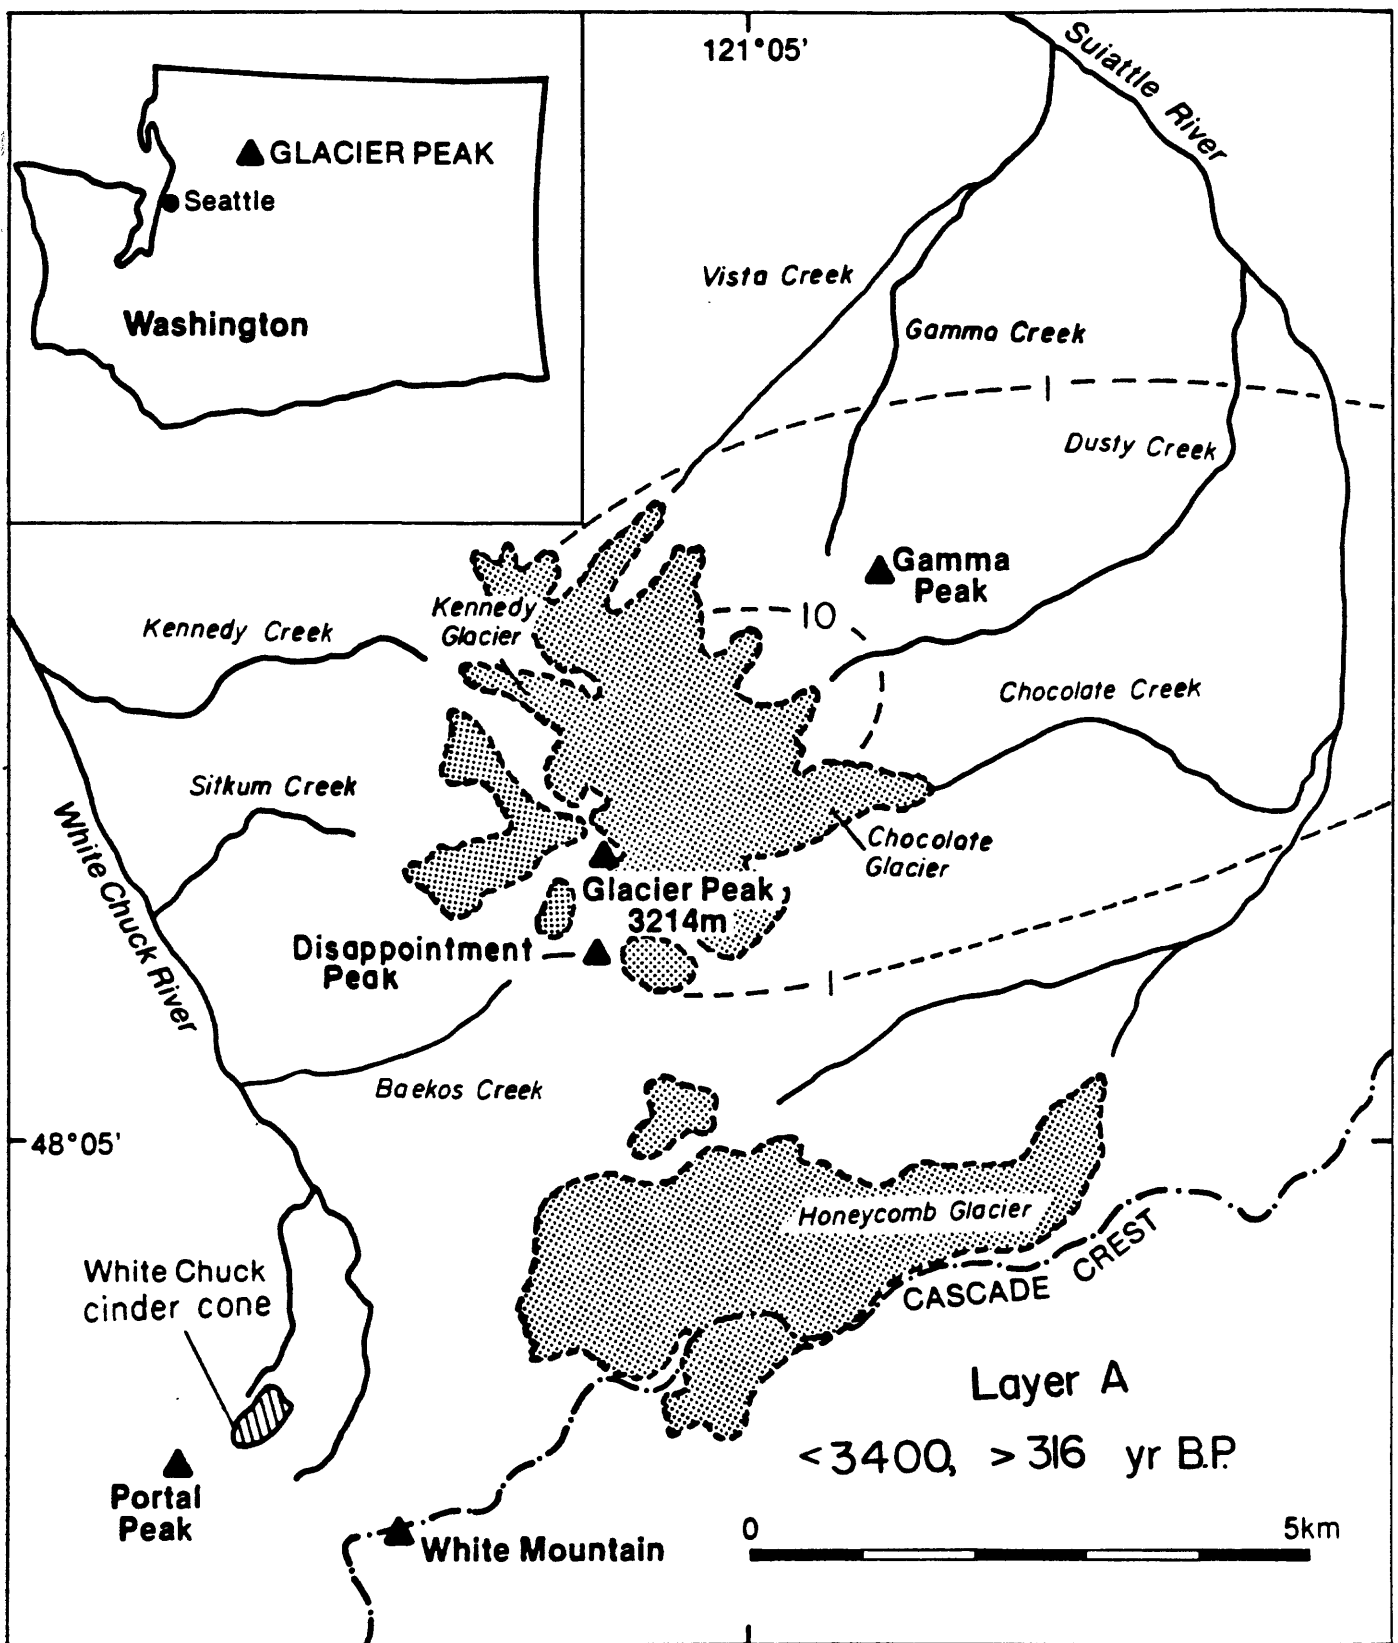 121°05'
Suiattle River
GLACIER PEAK
Seattle
Washington
Vista Creek
Gamma Creek
1
Dusty Creek
Gamma
Peak
Kennedy
Glacier
10
Kennedy Creek
Chocolate Creek
Sitkum Creek
White Chuck River
Chocolate
Glacier
Glacier Peak
3214m
Disappointment
Peak
1
Baekos Creek
48°05'
Honeycomb Glacier
CASCADE CREST
White Chuck
cinder cone
Layer A
<3400, >316 yr B.P.
Portal
Peak
0 5km
White Mountain